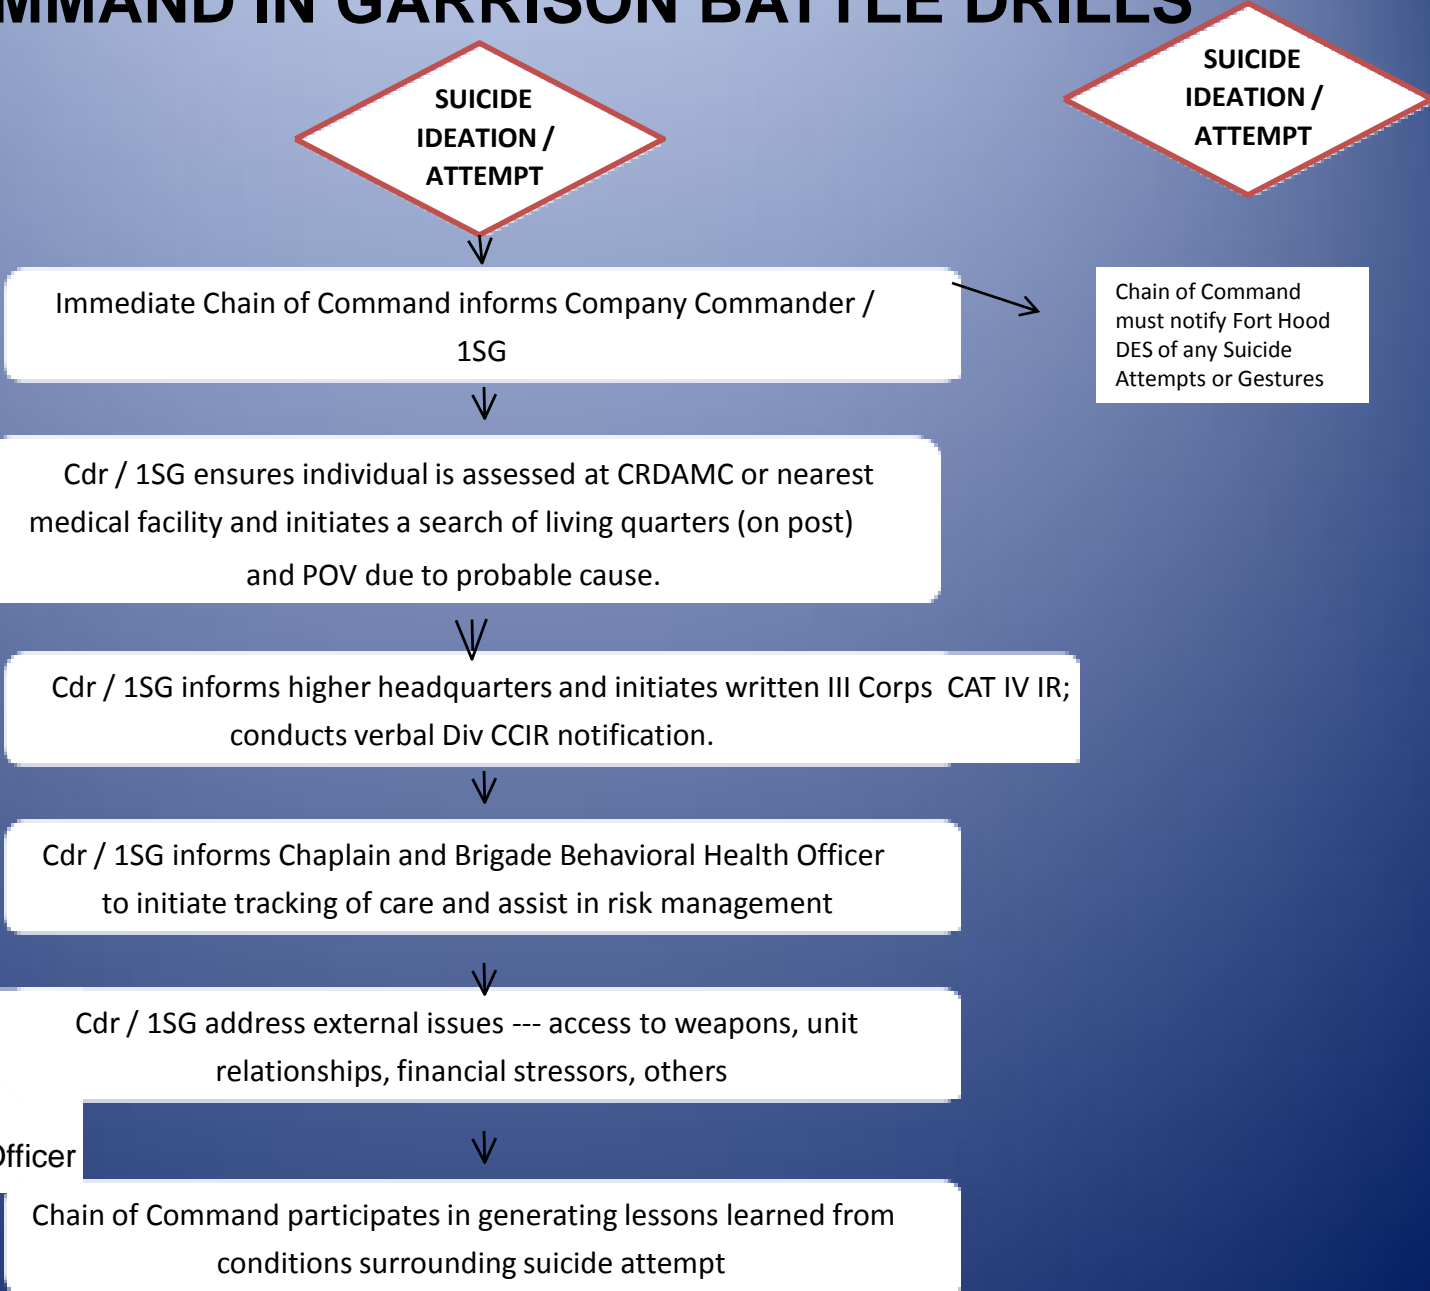 MMAND IN GARRISON BATTLE DRILLS
SUICIDE
IDEATION /
ATTEMPT
SUICIDE
IDEATION /
ATTEMPT
Immediate Chain of Command informs Company Commander /
1SG
Chain of Command
must notify Fort Hood
DES of any Suicide
Attempts or Gestures
Cdr / 1SG ensures individual is assessed at CRDAMC or nearest
medical facility and initiates a search of living quarters (on post)
and POV due to probable cause.
Cdr / 1SG informs higher headquarters and initiates written III Corps CAT IV IR;
conducts verbal Div CCIR notification.
Cdr / 1SG informs Chaplain and Brigade Behavioral Health Officer
to initiate tracking of care and assist in risk management
Cdr / 1SG address external issues --- access to weapons, unit
relationships, financial stressors, others
Officer
Chain of Command participates in generating lessons learned from
conditions surrounding suicide attempt